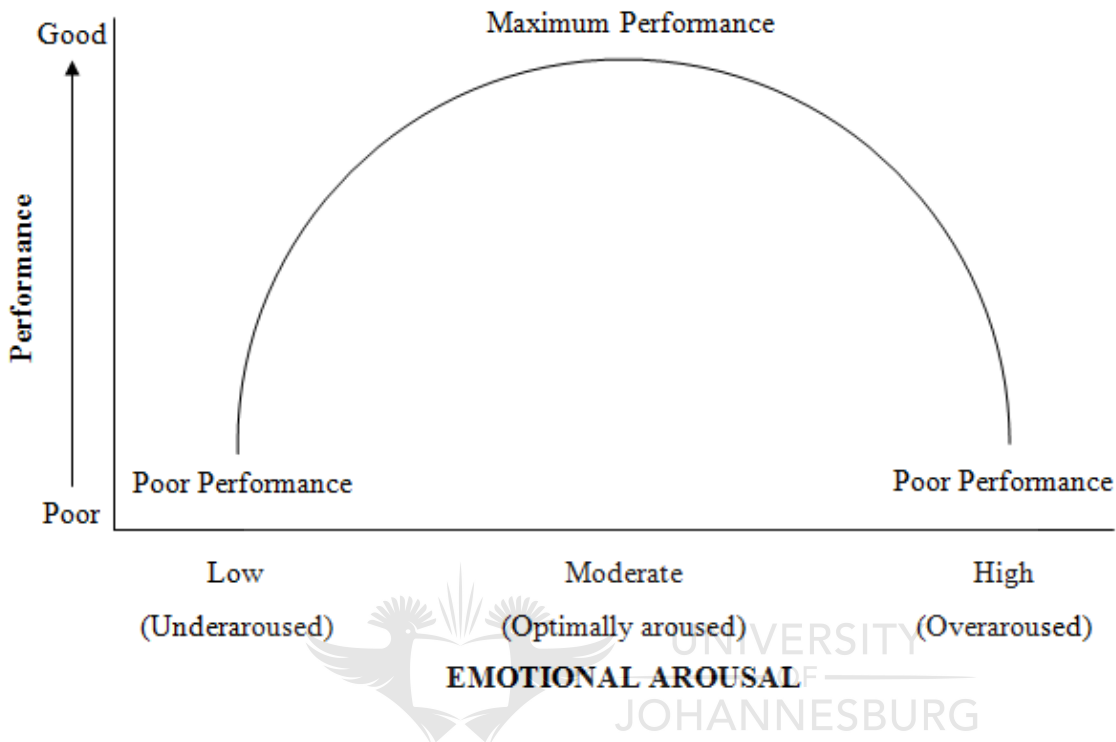 Maximum Performance
Good
Performance
Poor Performance
Poor Performance
Poor
Low
Moderate
High
(Underaroused)
(Optimally aroused)
(Overaroused)
UNIVERSITY
EMOTIONAL AROUSAL
OF
JOHANNESBURG